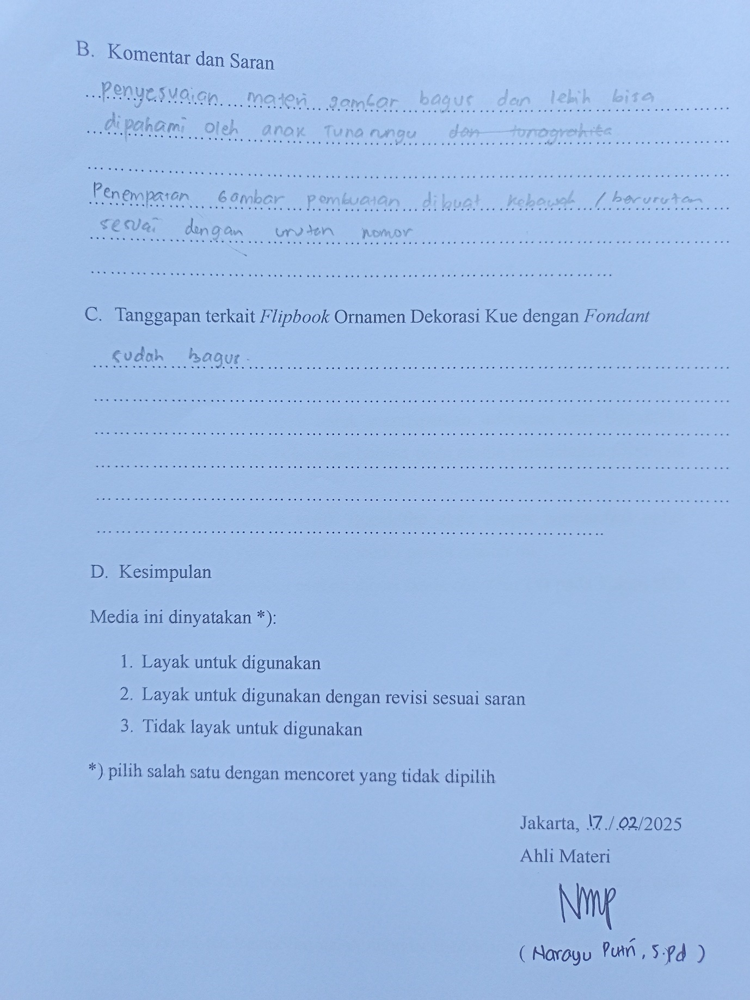 B. Komentar dan Saran
Penyesuaian materi gambar bagus dan lebih bisa
dipahami oleh anak Tuna rungu dan tunagrahita
Penempatan Gambar pembuatan dibuat kebawah / berurutan
sesuai dengan urutan nomor
C. Tanggapan terkait Flipbook Ornamen Dekorasi Kue dengan Fondant
sudah bagus.
D. Kesimpulan
Media ini dinyatakan *):
1. Layak untuk digunakan
2. Layak untuk digunakan dengan revisi sesuai saran
3. Tidak layak untuk digunakan
*) pilih salah satu dengan mencoret yang tidak dipilih
Jakarta, 17/02/2025
Ahli Materi
NMP
(Narayu Putri, S.Pd)